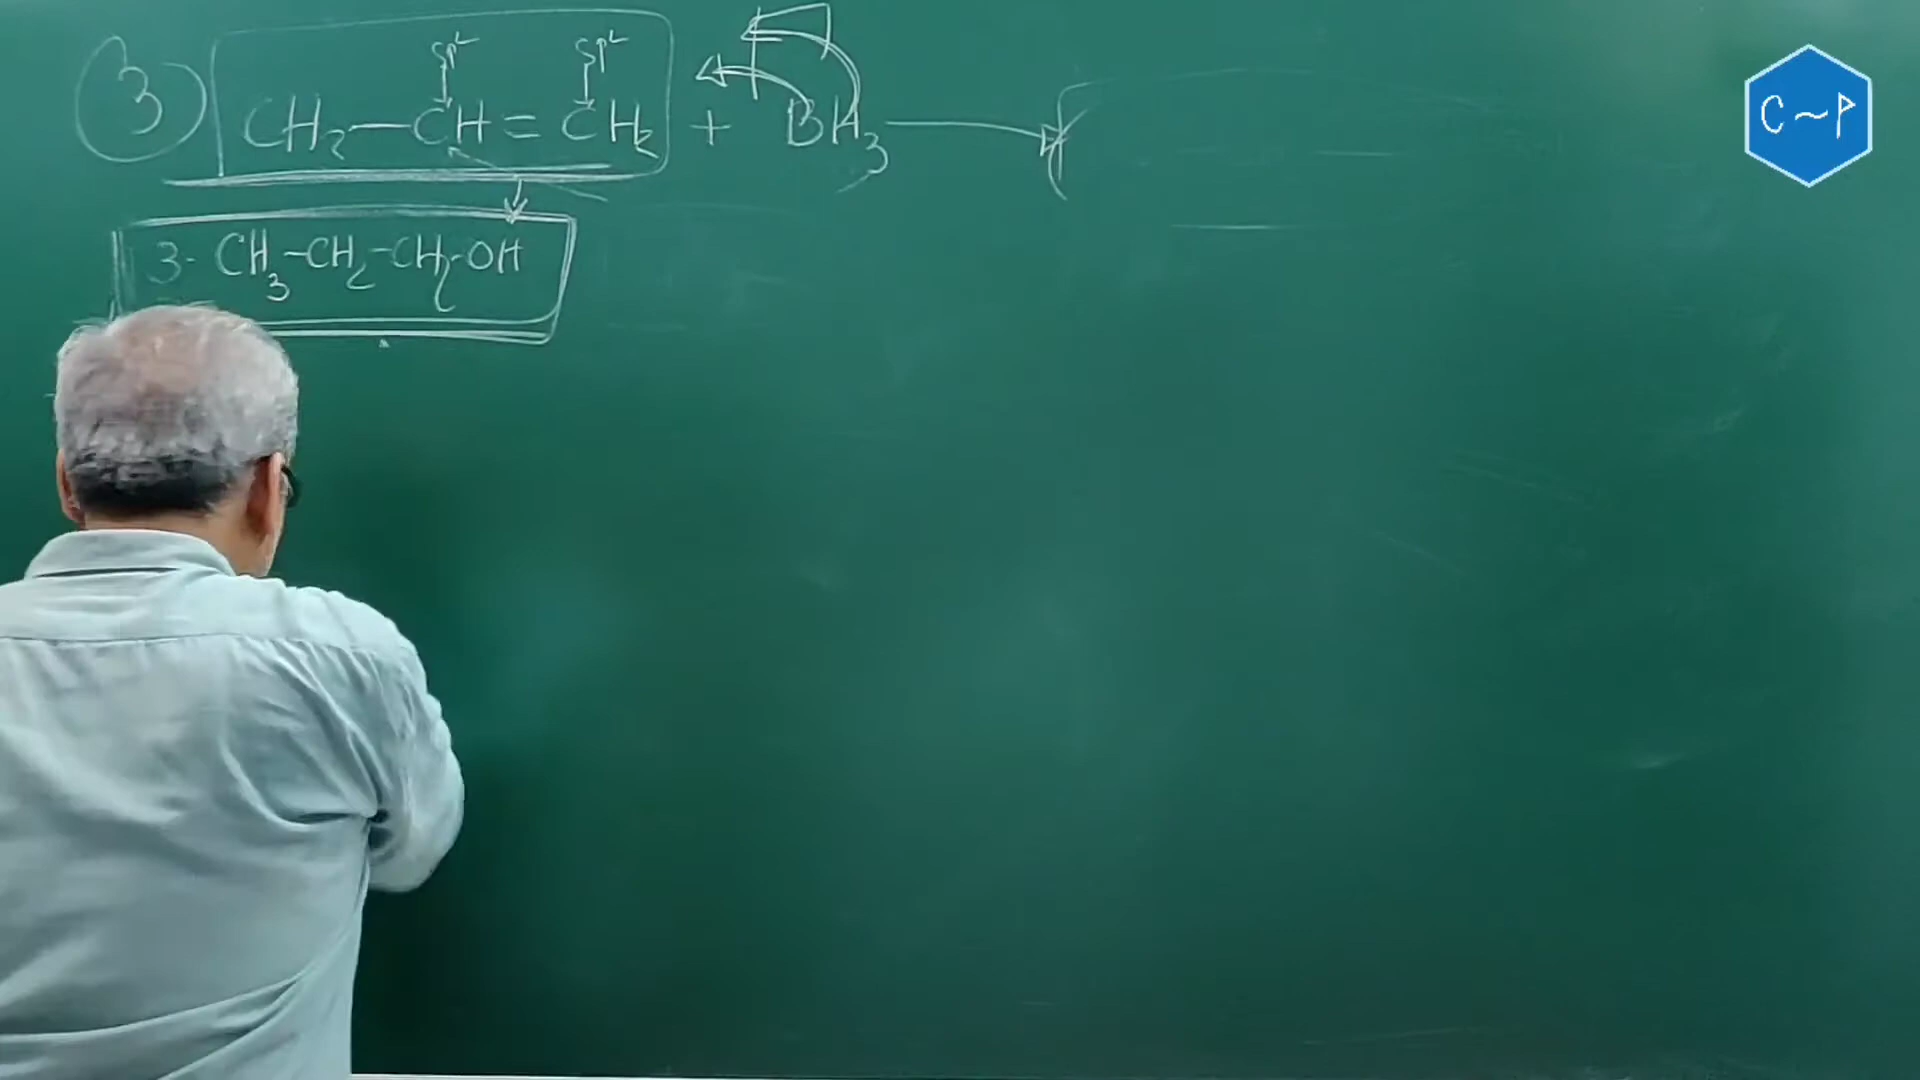 sp² sp²
3 CH₂—CH=CH₂ + BH₃
3- CH₃-CH₂-CH₂-OH
C~P